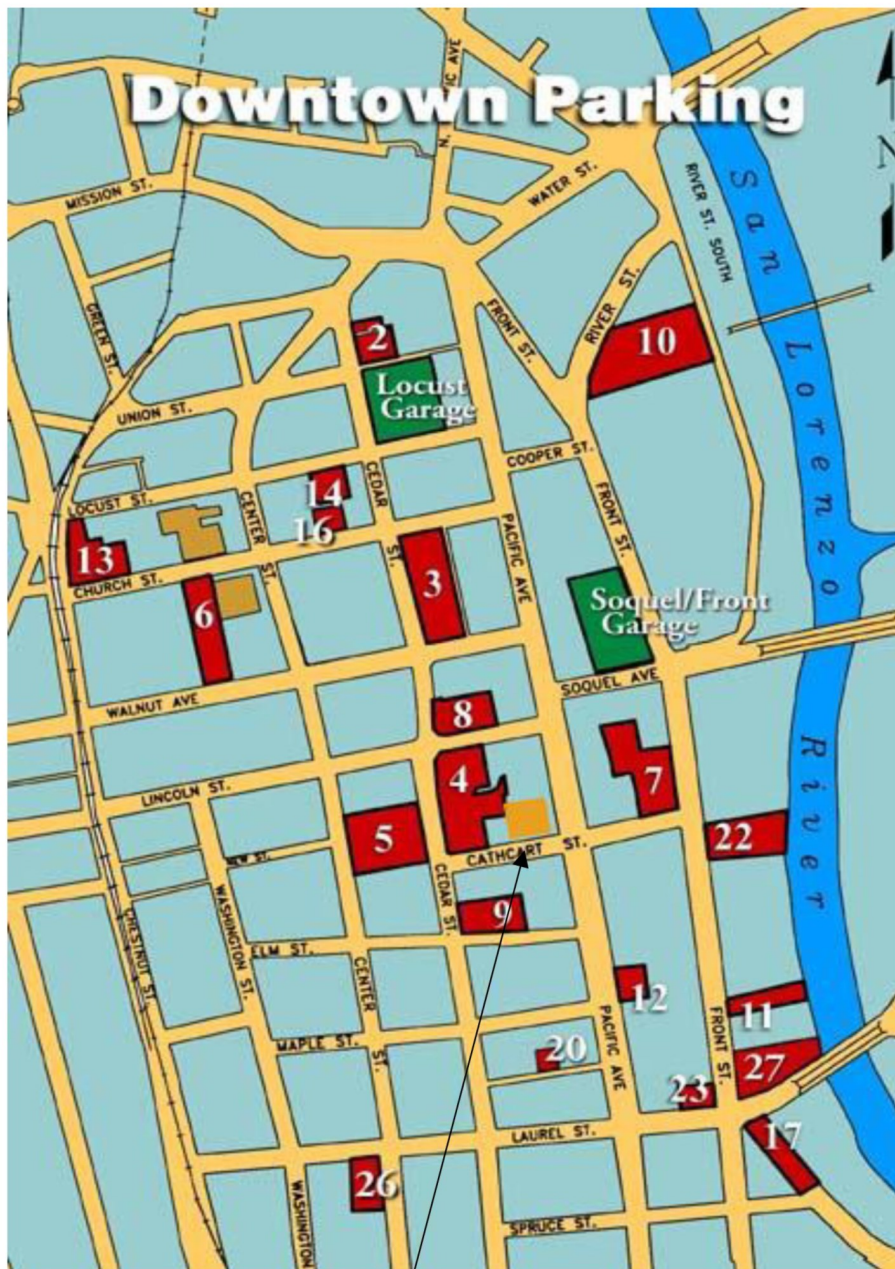 Downtown Parking
N. PACIFIC AVE
N
MISSION ST.
WATER ST.
RIVER ST. SOUTH
San Lorenzo River
GREEN ST.
FRONT ST.
RIVER ST.
2
10
Locust
Garage
UNION ST.
COOPER ST.
CEDAR ST.
LOCUST ST.
14
CENTER ST.
FRONT ST.
16
PACIFIC AVE
13
CHURCH ST.
3
6
Soquel/Front
Garage
WALNUT AVE
SOQUEL AVE
8
LINCOLN ST.
4
7
5
22
CATHCART ST.
NEW ST.
CEDAR ST.
WASHINGTON ST.
CHESTNUT ST.
9
ELM ST.
CENTER ST.
12
11
PACIFIC AVE
FRONT ST.
MAPLE ST.
20
27
23
LAUREL ST.
17
26
WASHINGTON
SPRUCE ST.